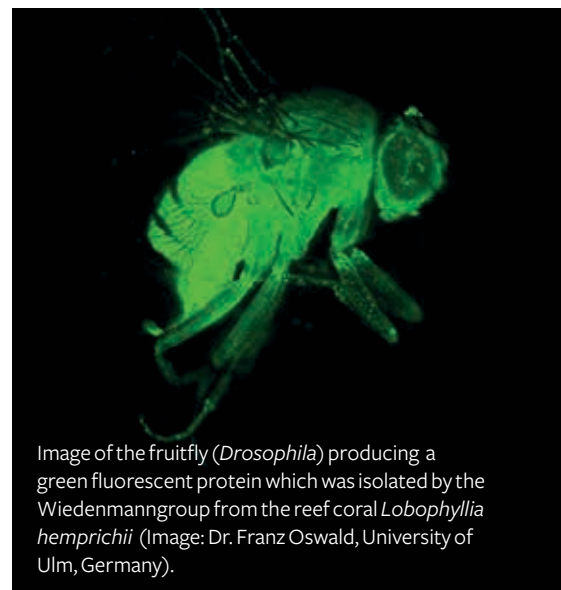 Image of the fruitfly (Drosophila) producing a
green fluorescent protein which was isolated by the
Wiedenmanngroup from the reef coral Lobophyllia
hemprichii (Image: Dr. Franz Oswald, University of
Ulm, Germany).